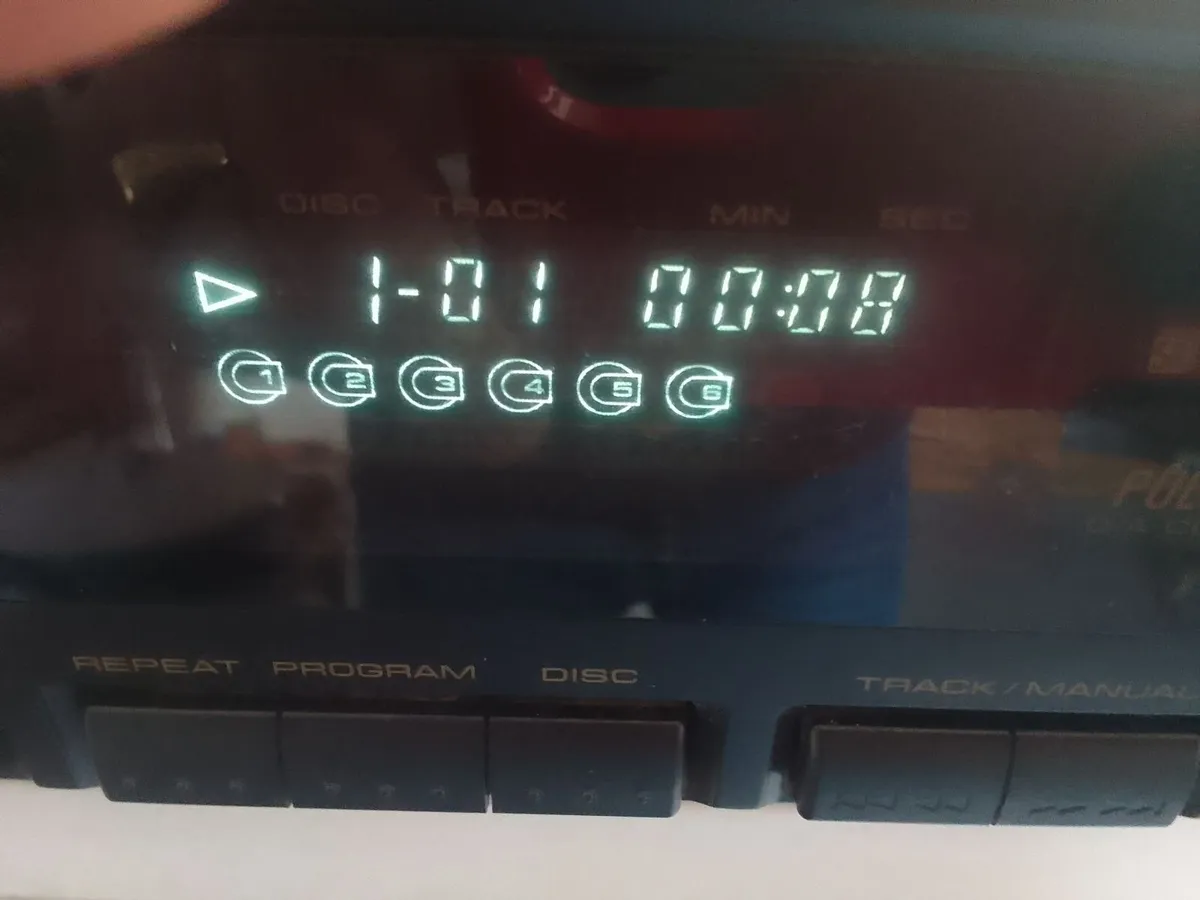 DISC TRACK MIN SEC
1-01 00:08
1 2 3 4 5 6
REPEAT PROGRAM DISC TRACK/MANUAL